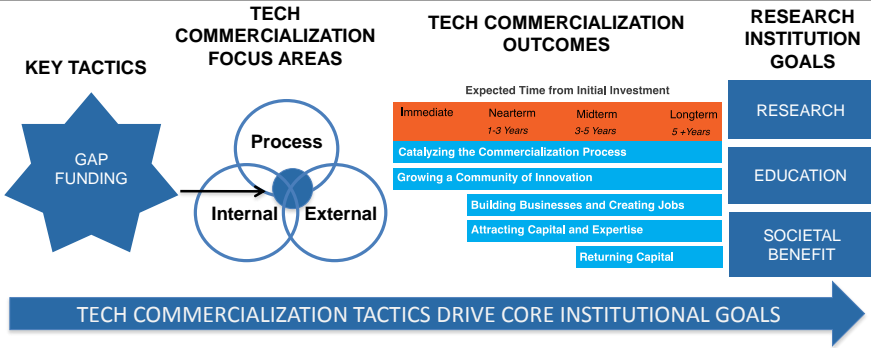 KEY TACTICS
GAP
FUNDING
TECH
COMMERCIALIZATION
FOCUS AREAS
Process
Internal
External
TECH COMMERCIALIZATION
OUTCOMES
Expected Time from Initial Investment
Immediate Nearterm Midterm Longterm
1-3 Years 3-5 Years 5 +Years
Catalyzing the Commercialization Process
Growing a Community of Innovation
Building Businesses and Creating Jobs
Attracting Capital and Expertise
Returning Capital
RESEARCH
INSTITUTION
GOALS
RESEARCH
EDUCATION
SOCIETAL
BENEFIT
TECH COMMERCIALIZATION TACTICS DRIVE CORE INSTITUTIONAL GOALS